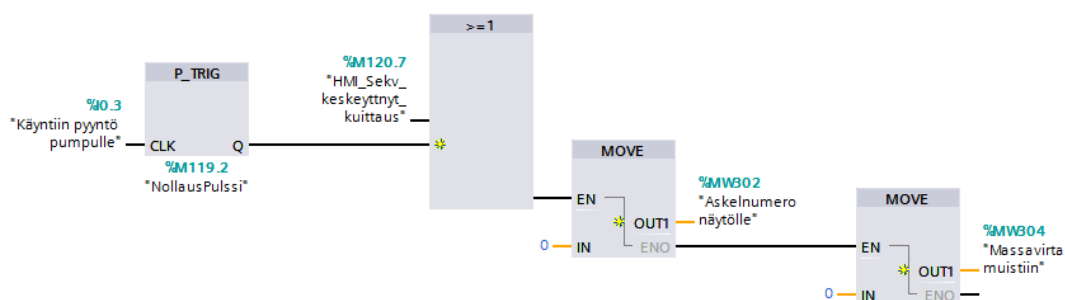 >=1
%M120.7
"HMI_Sekv_
keskeyttnyt_
kuittaus"
P_TRIG
%I0.3
"Käyntiin pyyntö
pumpulle"
CLK Q
%M119.2
"NollausPulssi"
MOVE
EN
%MW302
"Askelnumero
näytölle"
OUT1
0 IN ENO
MOVE
EN
%MW304
"Massavirta
muistiin"
OUT1
0 IN ENO